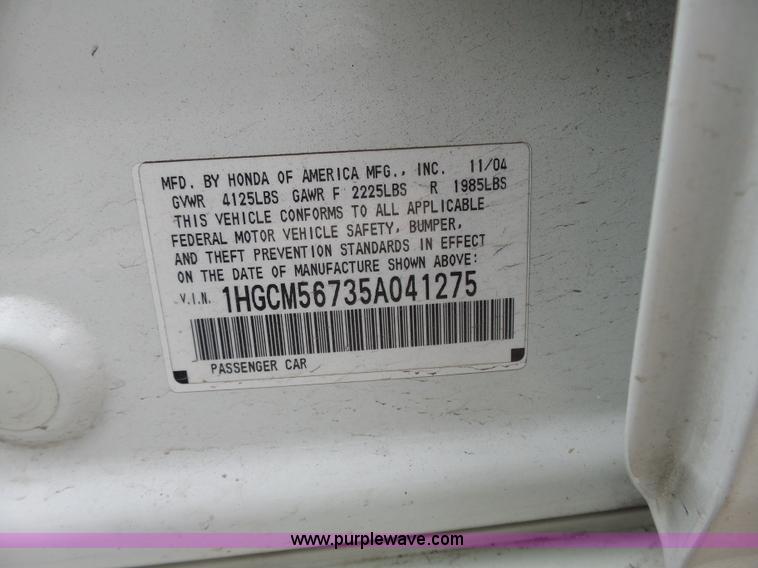 MFD. BY HONDA OF AMERICA MFG., INC. 11/04
GVWR 4125LBS GAWR F 2225LBS R 1985LBS
THIS VEHICLE CONFORMS TO ALL APPLICABLE
FEDERAL MOTOR VEHICLE SAFETY, BUMPER,
AND THEFT PREVENTION STANDARDS IN EFFECT
ON THE DATE OF MANUFACTURE SHOWN ABOVE:
V.I.N. 1HGCM56735A041275
PASSENGER CAR
www.purplewave.com